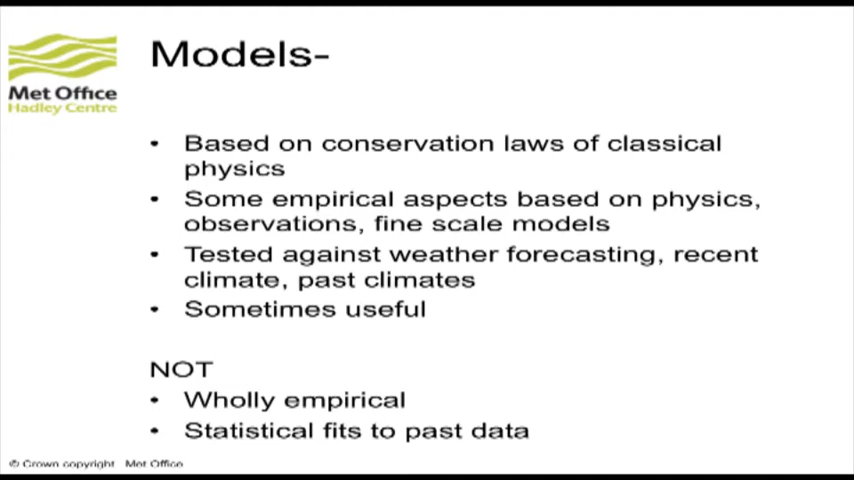 Met Office
Hadley Centre
Models-
• Based on conservation laws of classical
physics
• Some empirical aspects based on physics,
observations, fine scale models
• Tested against weather forecasting, recent
climate, past climates
• Sometimes useful
NOT
• Wholly empirical
• Statistical fits to past data
© Crown copyright Met Office